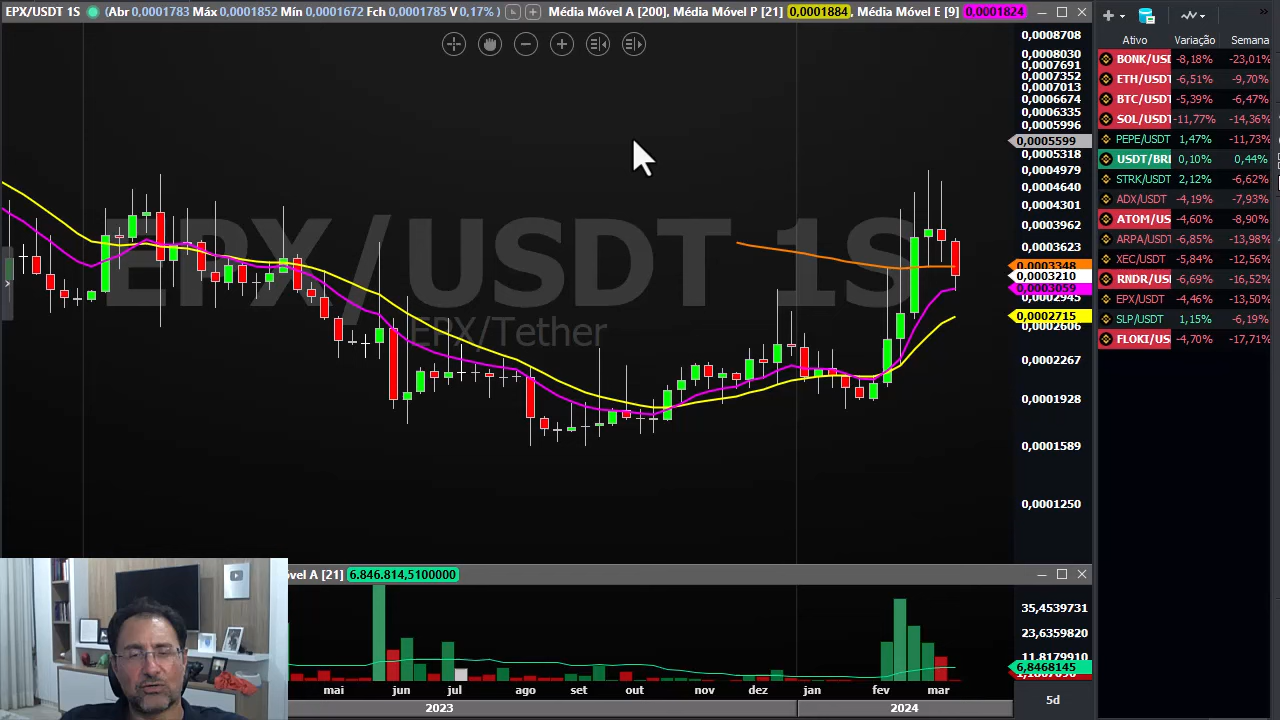 EPX/USDT 1S (Abr 0,0001783 Máx 0,0001852 Mín 0,0001672 Fch 0,0001785 V 0,17% ) Média Móvel A [200], Média Móvel P [21] 0,0001884 , Média Móvel E [9] 0,0001824
0,0008708
0,0008030
0,0007691
0,0007352
0,0007013
0,0006674
0,0006335
0,0005996
0,0005599
0,0005318
0,0004979
0,0004640
0,0004301
0,0003962
0,0003623
0,0003348
0,0003210
0,0003059
0,0002945
0,0002715
0,0002606
0,0002267
0,0001928
0,0001589
0,0001250
EPX/USDT 1S
EPX/Tether
Ativo Variação Semana
BONK/USD -8,18% -23,01%
ETH/USDT -6,51% -9,70%
BTC/USDT -5,39% -6,47%
SOL/USDT -11,77% -14,36%
PEPE/USDT 1,47% -11,73%
USDT/BRL 0,10% 0,44%
STRK/USDT 2,12% -6,62%
ADX/USDT -4,19% -7,93%
ATOM/US -4,60% -8,90%
ARPA/USDT -6,85% -13,98%
XEC/USDT -5,84% -12,56%
RNDR/US -6,69% -16,52%
EPX/USDT -4,46% -13,50%
SLP/USDT 1,15% -6,19%
FLOKI/US -4,70% -17,71%
óvel A [21] 6.846.814,5100000
35,4539731
23,6359820
11,8179910
6,8468145
mai jun jul ago set out nov dez jan fev mar
2023 2024
5d